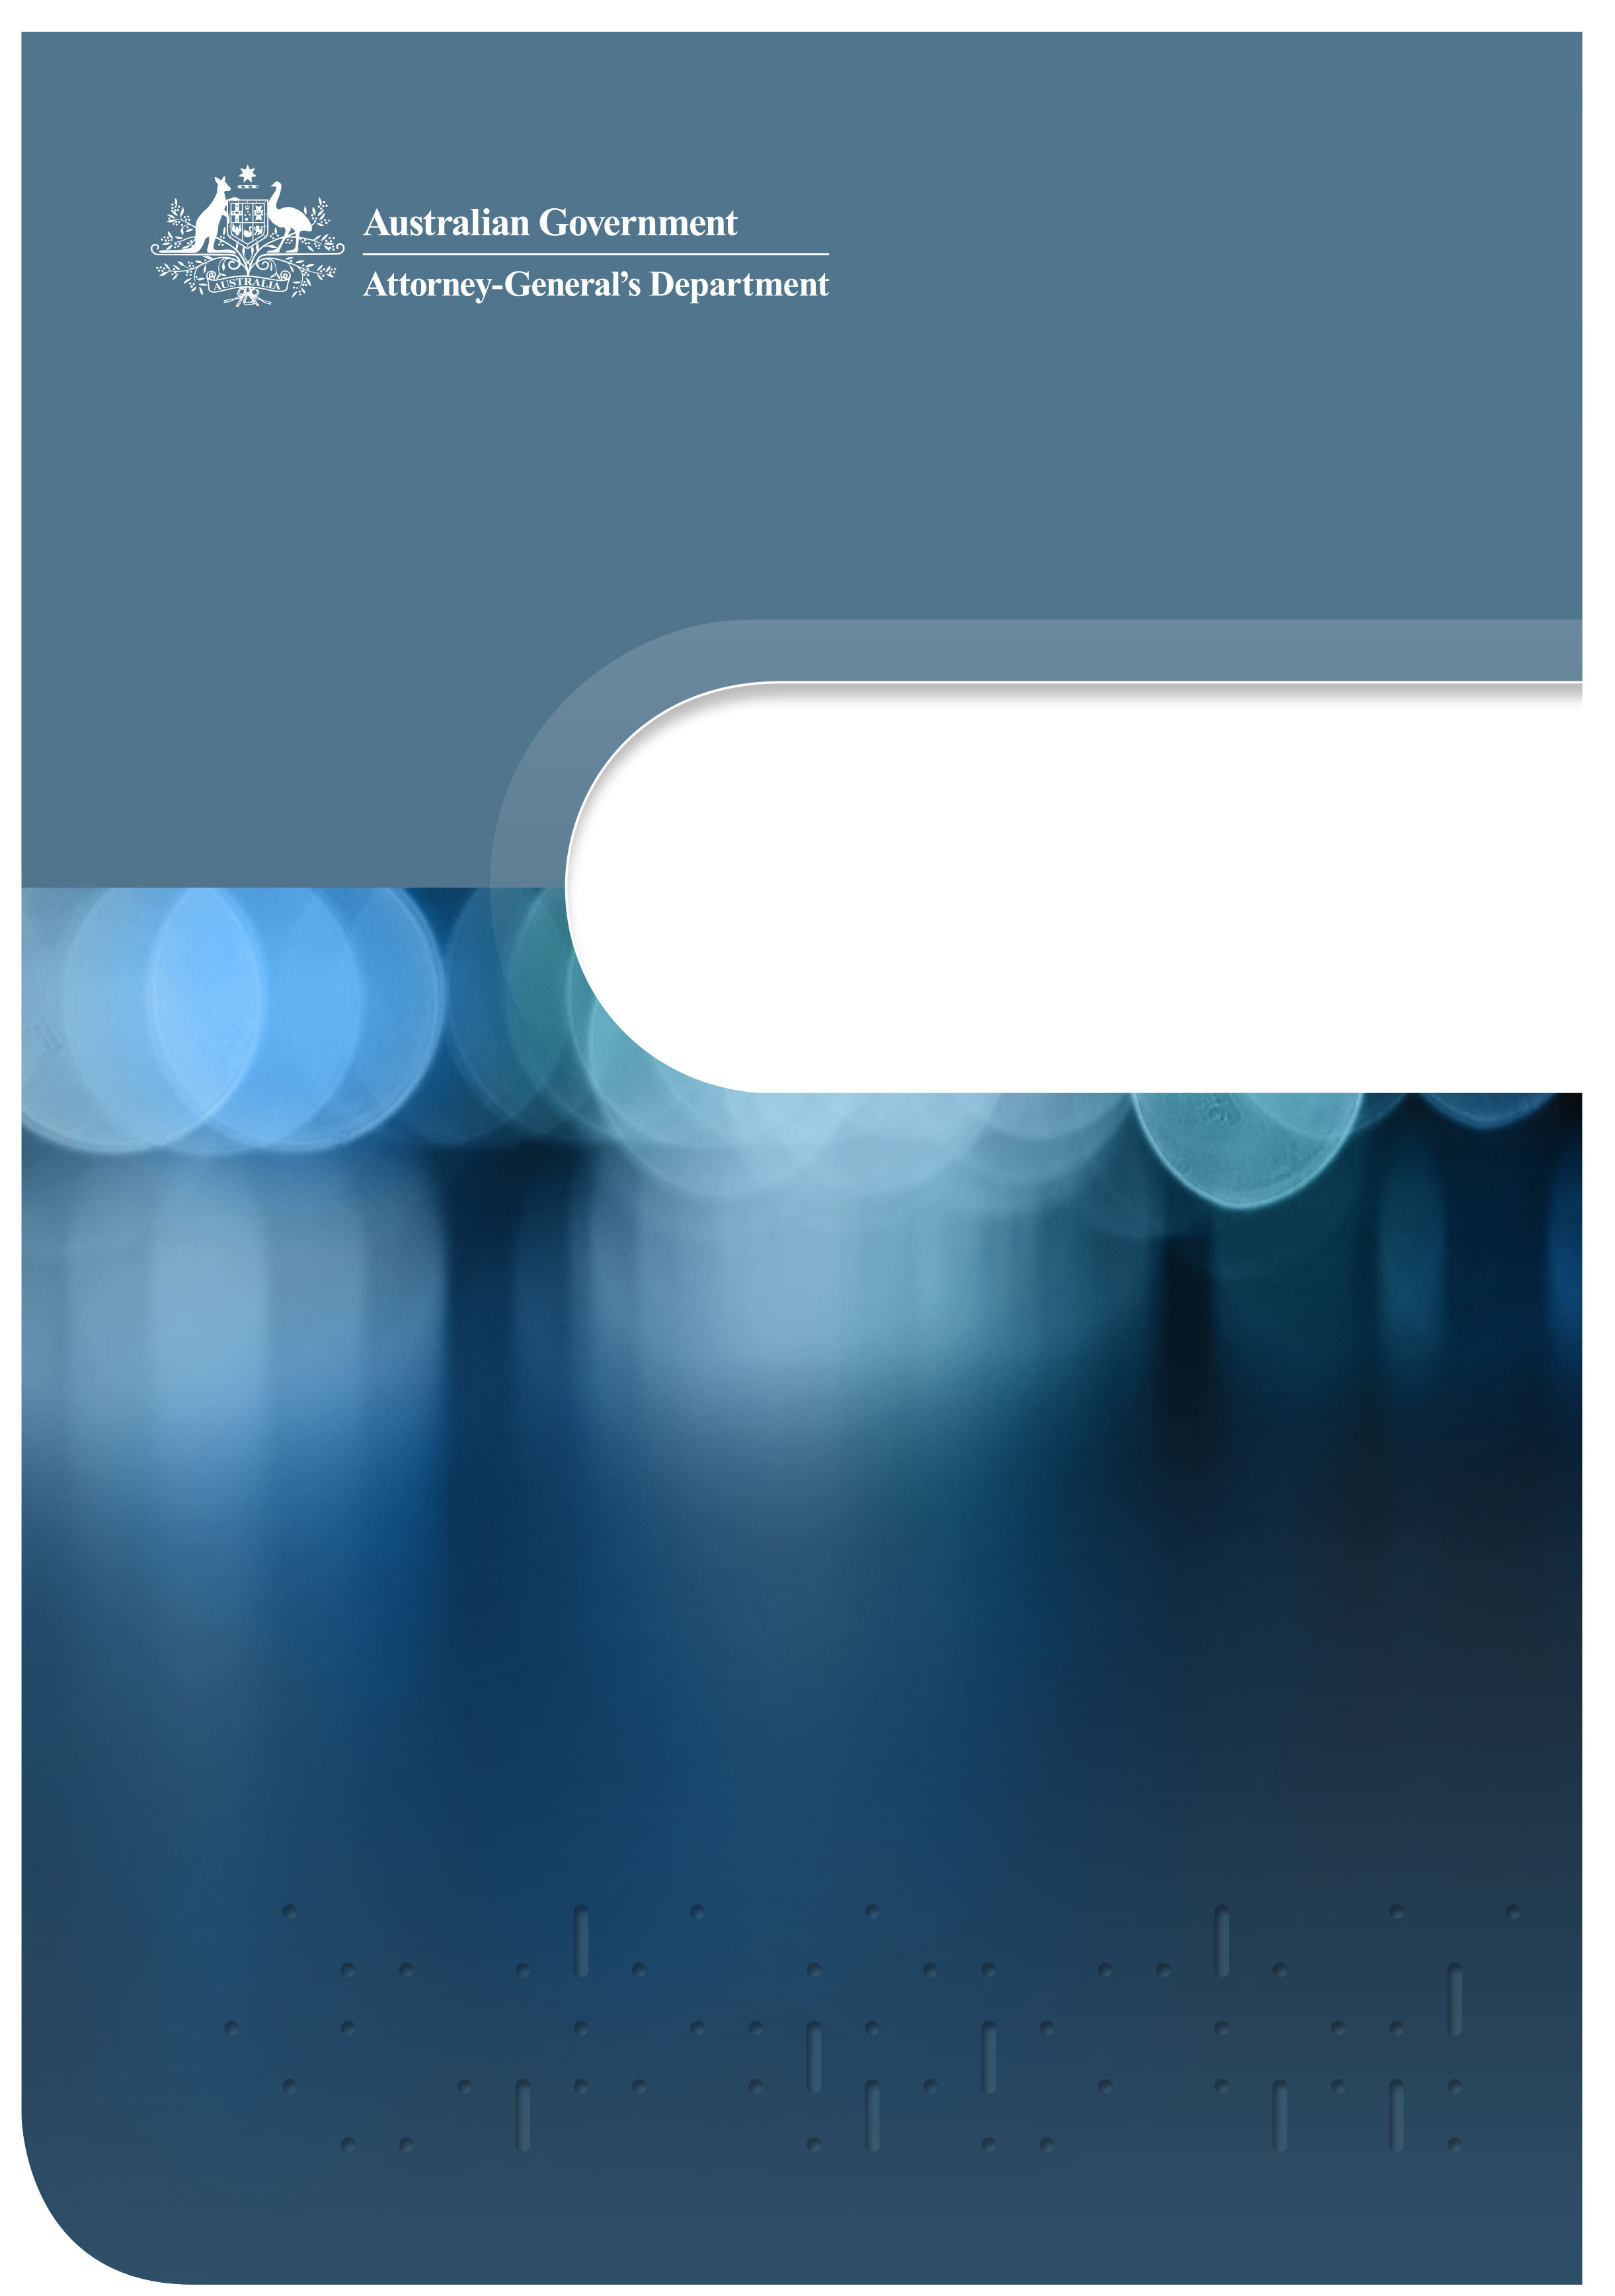 AUSTRALIA
Australian Government
Attorney-General’s Department